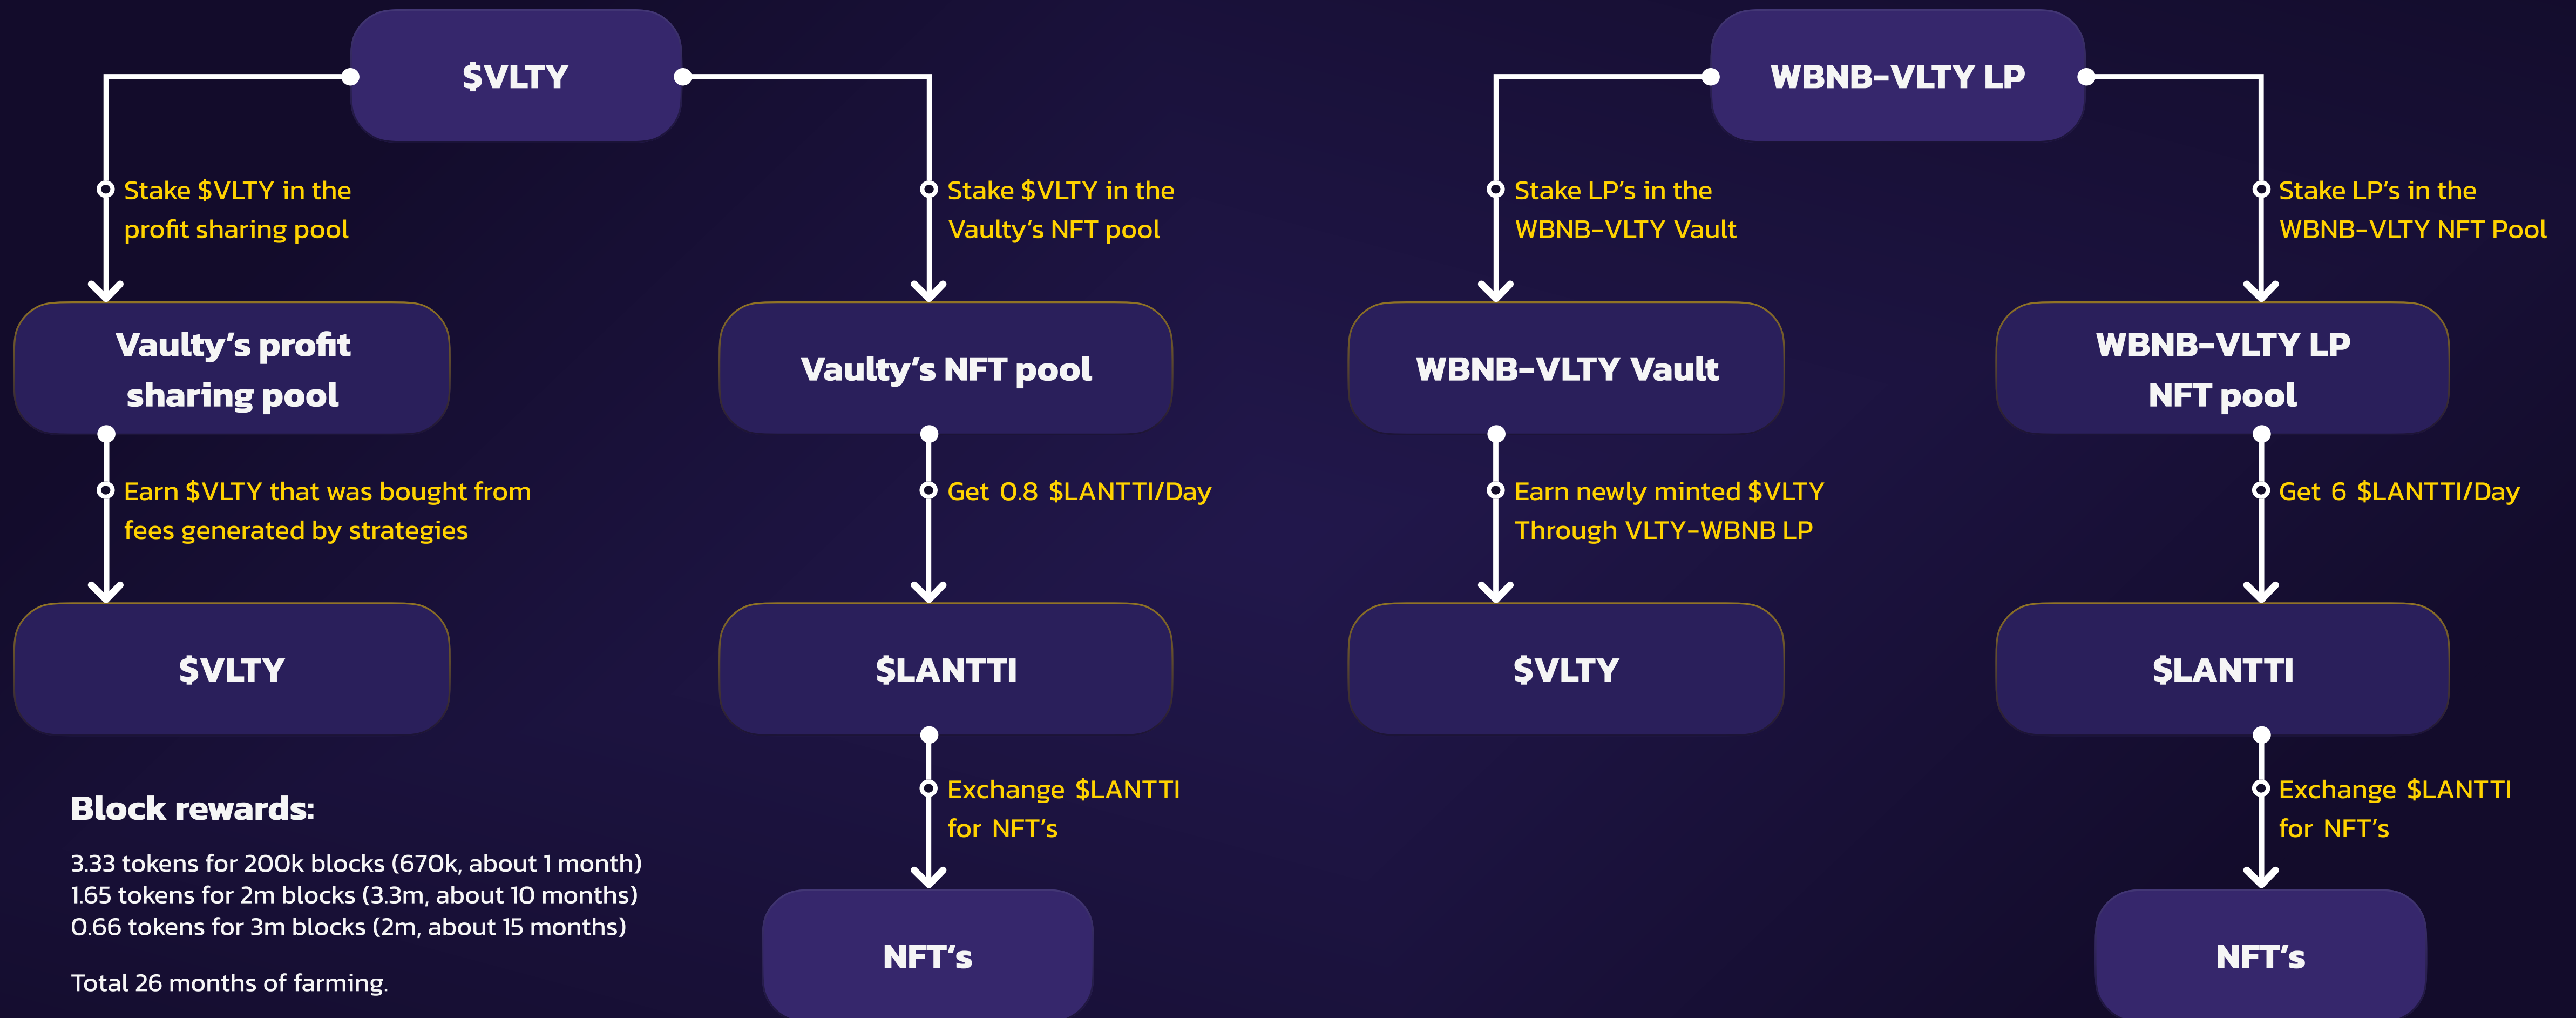 $VLTY
WBNB-VLTY LP
Stake $VLTY in the
profit sharing pool
Stake $VLTY in the
Vaulty’s NFT pool
Stake LP’s in the
WBNB-VLTY Vault
Stake LP’s in the
WBNB-VLTY NFT Pool
Vaulty’s profit
sharing pool
Vaulty’s NFT pool
WBNB-VLTY Vault
WBNB-VLTY LP
NFT pool
Earn $VLTY that was bought from
fees generated by strategies
Get 0.8 $LANTTI/Day
Earn newly minted $VLTY
Through VLTY-WBNB LP
Get 6 $LANTTI/Day
$VLTY
$LANTTI
$VLTY
$LANTTI
Exchange $LANTTI
for NFT’s
Exchange $LANTTI
for NFT’s
Block rewards:
3.33 tokens for 200k blocks (670k, about 1 month)
1.65 tokens for 2m blocks (3.3m, about 10 months)
0.66 tokens for 3m blocks (2m, about 15 months)
Total 26 months of farming.
NFT’s
NFT’s